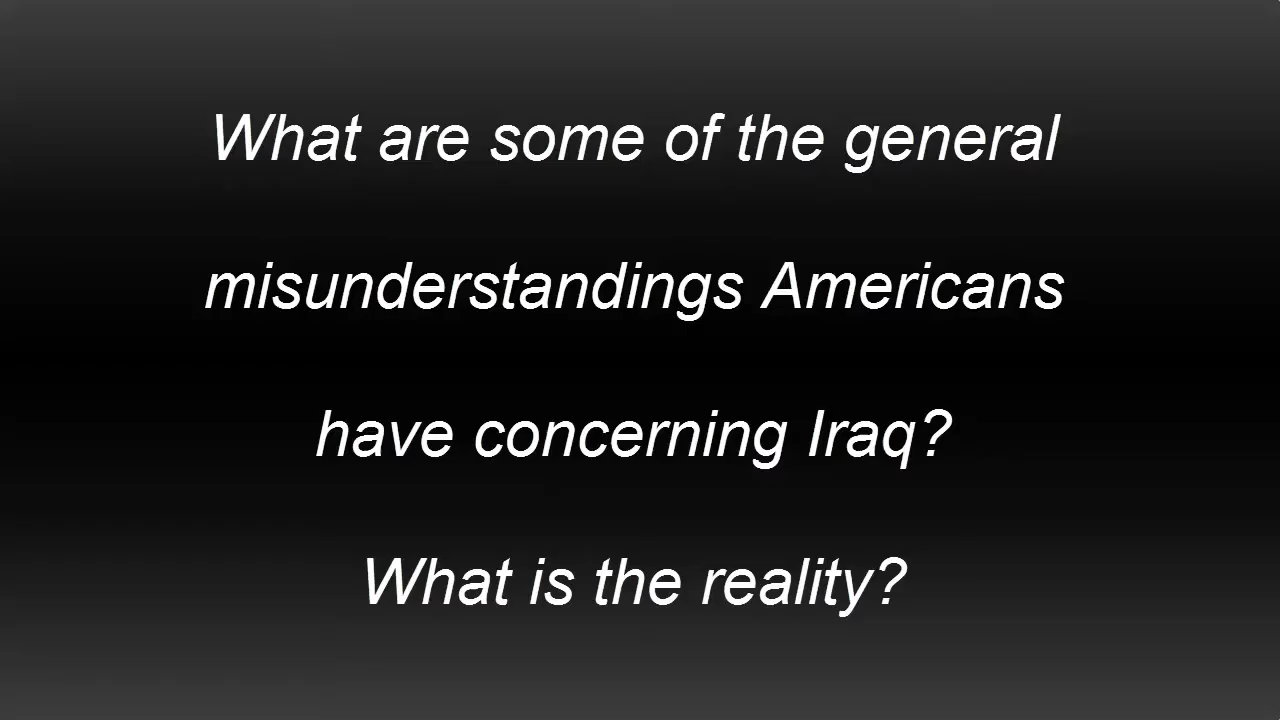 What are some of the general
misunderstandings Americans
have concerning Iraq?
What is the reality?